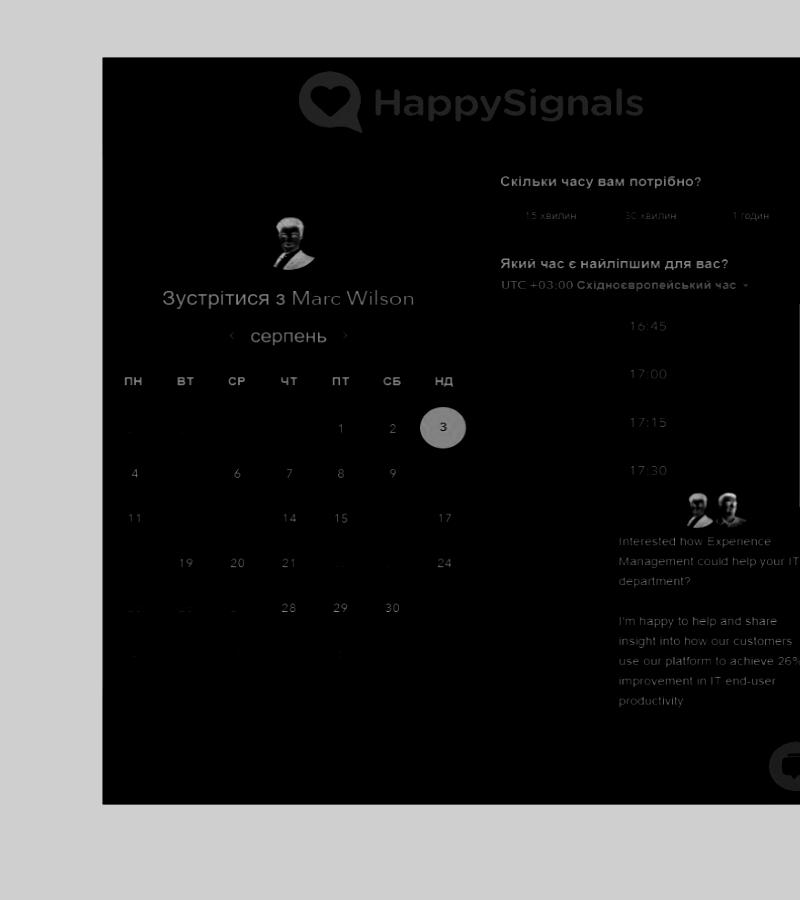 HappySignals
Зустрітися з Marc Wilson
серпень
ПН ВТ СР ЧТ ПТ СБ НД
1 2 3
4 6 7 8 9
11 14 15 17
19 20 21 24
28 29 30
Скільки часу вам потрібно?
15 хвилин 30 хвилин 1 годин
Який час є найліпшим для вас?
UTC +03:00 Східноєвропейський час
16:45
17:00
17:15
17:30
Interested how Experience
Management could help your IT
department?
I'm happy to help and share
insight into how our customers
use our platform to achieve 26%
improvement in IT end-user
productivity